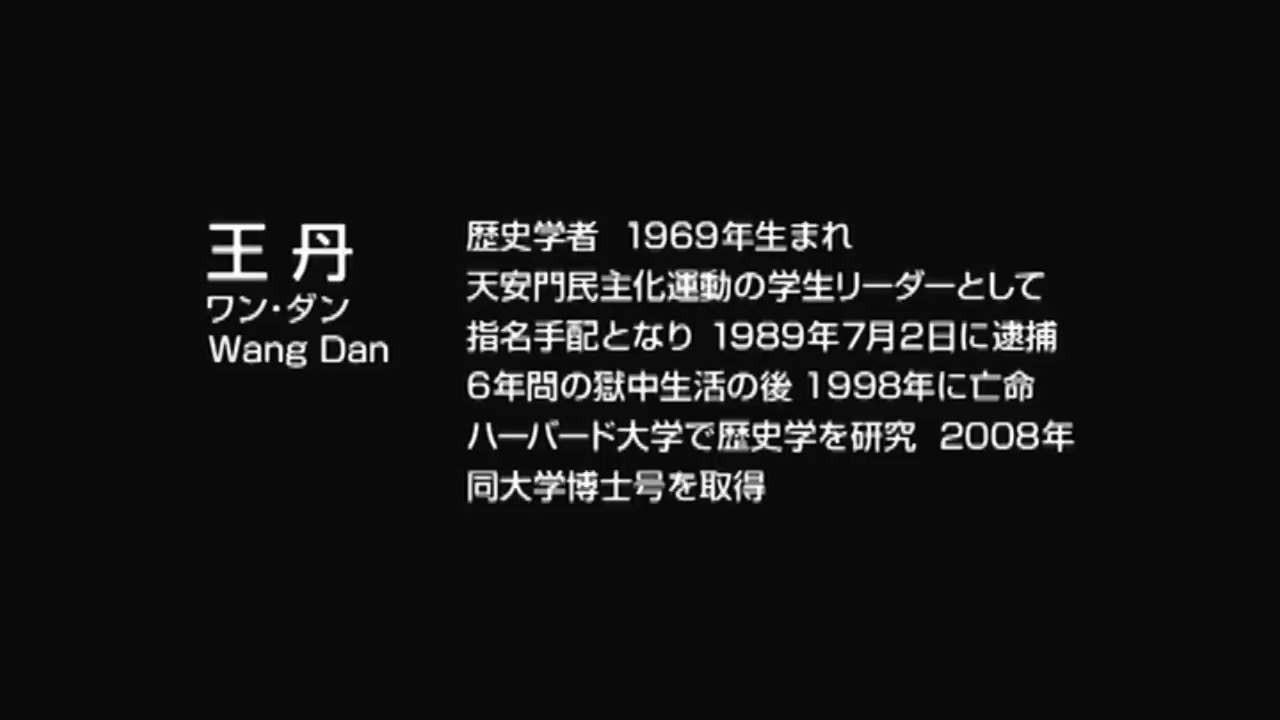 王 丹
ワン・ダン
Wang Dan
歴史学者 1969年生まれ
天安門民主化運動の学生リーダーとして
指名手配となり 1989年7月2日に逮捕
6年間の獄中生活の後 1998年に亡命
ハーバード大学で歴史学を研究 2008年
同大学博士号を取得